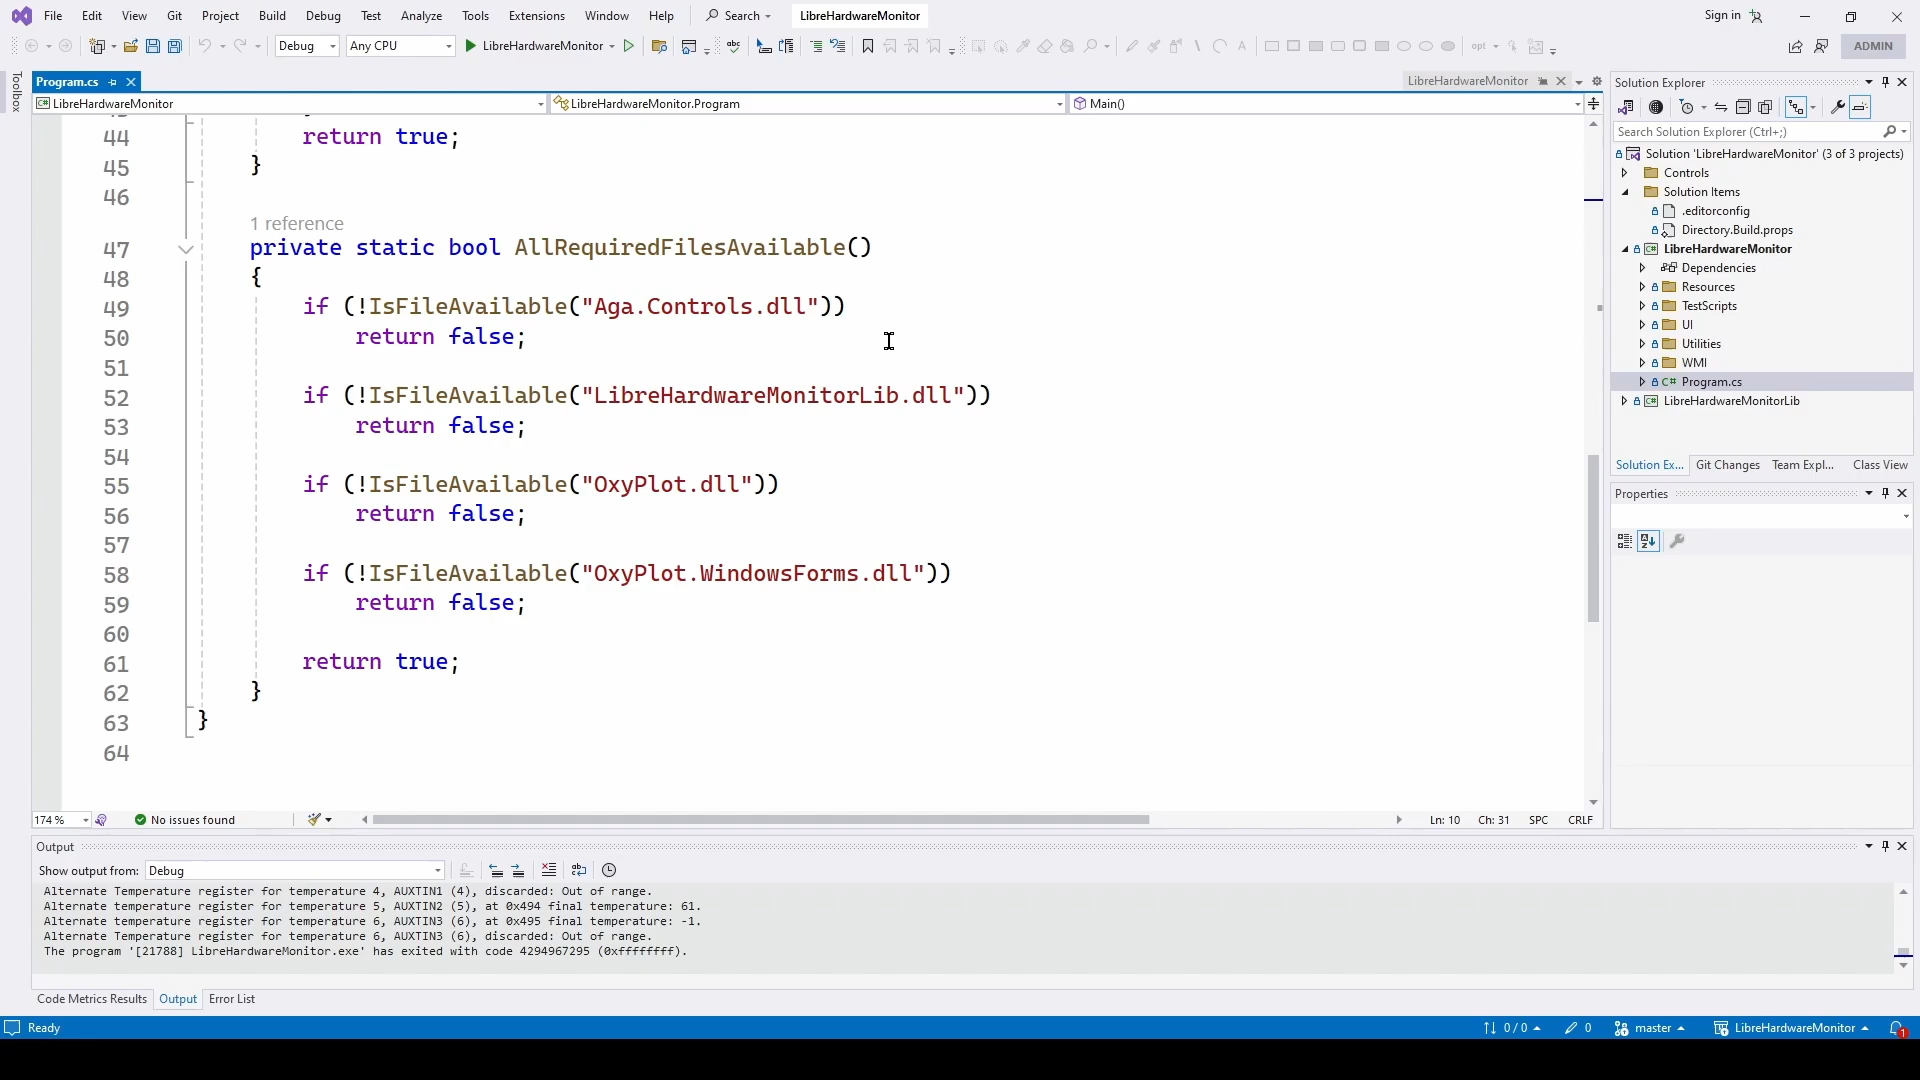 File Edit View Git Project Build Debug Test Analyze Tools Extensions Window Help Search LibreHardwareMonitor Sign in
Debug Any CPU LibreHardwareMonitor opt ADMIN
Toolbox
Program.cs LibreHardwareMonitor
LibreHardwareMonitor LibreHardwareMonitor.Program Main()
44 return true;
45 }
46
1 reference
47 private static bool AllRequiredFilesAvailable()
48 {
49 if (!IsFileAvailable("Aga.Controls.dll"))
50 return false;
51
52 if (!IsFileAvailable("LibreHardwareMonitorLib.dll"))
53 return false;
54
55 if (!IsFileAvailable("OxyPlot.dll"))
56 return false;
57
58 if (!IsFileAvailable("OxyPlot.WindowsForms.dll"))
59 return false;
60
61 return true;
62 }
63 }
64
174 % No issues found Ln: 10 Ch: 31 SPC CRLF
Solution Explorer
Search Solution Explorer (Ctrl+;)
Solution 'LibreHardwareMonitor' (3 of 3 projects)
Controls
Solution Items
.editorconfig
Directory.Build.props
LibreHardwareMonitor
Dependencies
Resources
TestScripts
UI
Utilities
WMI
C# Program.cs
LibreHardwareMonitorLib
Solution Ex... Git Changes Team Expl... Class View
Properties
Output
Show output from: Debug
Alternate Temperature register for temperature 4, AUXTIN1 (4), discarded: Out of range.
Alternate temperature register for temperature 5, AUXTIN2 (5), at 0x494 final temperature: 61.
Alternate temperature register for temperature 6, AUXTIN3 (6), at 0x495 final temperature: -1.
Alternate Temperature register for temperature 6, AUXTIN3 (6), discarded: Out of range.
The program '[21788] LibreHardwareMonitor.exe' has exited with code 4294967295 (0xffffffff).
Code Metrics Results Output Error List
Ready 0 / 0 0 master LibreHardwareMonitor 1